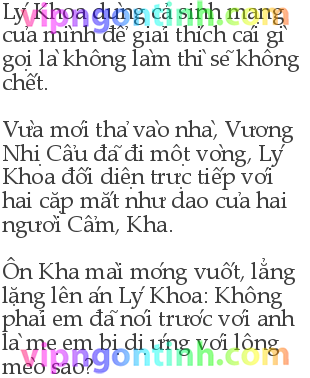 Lý Khoa dùng cả sinh mạng
vipngontinh.com
của mình để giải thích cái gì
gọi là không làm thì sẽ không
chết.
Vừa mới thả vào nhà, Vương
Nhị Cẩu đã đi một vòng, Lý
Khoa đối diện trực tiếp với
hai cặp mắt như dao của hai
người Cẩm, Kha.
Ôn Kha mài móng vuốt, lẳng
lặng lên án Lý Khoa: Không
phải em đã nói trước với anh
là mẹ em bị dị ứng với lông
vipngontinh.com
mèo sao?